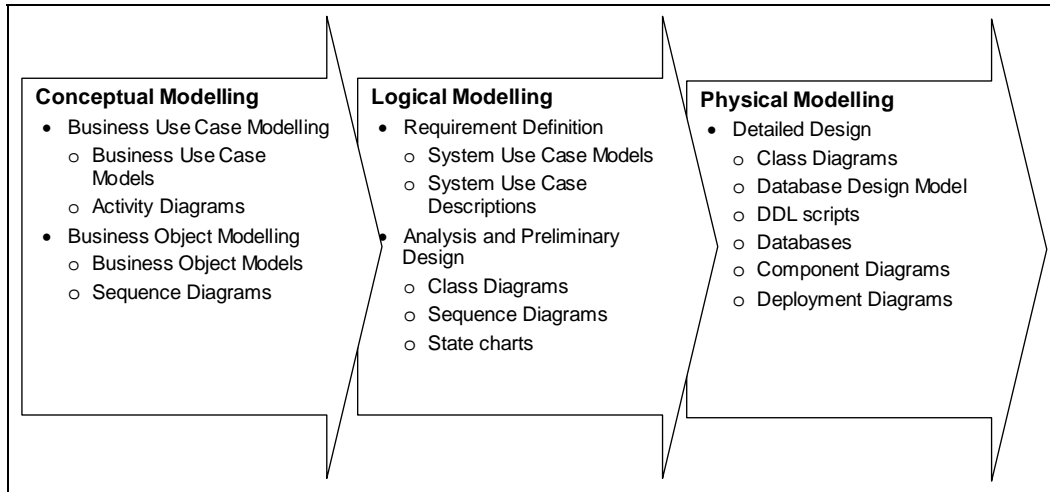 Conceptual Modelling
• Business Use Case Modelling
o Business Use Case
Models
o Activity Diagrams
• Business Object Modelling
o Business Object Models
o Sequence Diagrams
Logical Modelling
• Requirement Definition
o System Use Case Models
o System Use Case
Descriptions
• Analysis and Preliminary
Design
o Class Diagrams
o Sequence Diagrams
o State charts
Physical Modelling
• Detailed Design
o Class Diagrams
o Database Design Model
o DDL scripts
o Databases
o Component Diagrams
o Deployment Diagrams